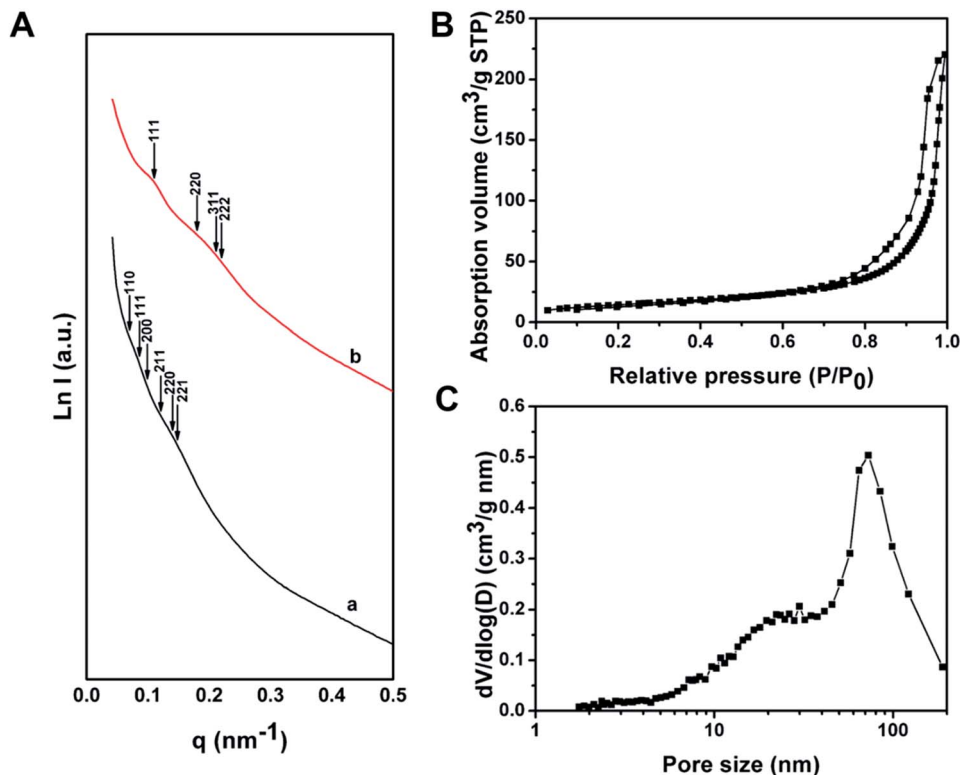 A
Ln I (a.u.)
111
220
311
222
b
110
111
200
211
220
221
a
0.0 0.1 0.2 0.3 0.4 0.5
q (nm⁻¹)
B
Absorption volume (cm³/g STP)
250
200
150
100
50
0
0.0 0.2 0.4 0.6 0.8 1.0
Relative pressure (P/P₀)
C
dV/dlog(D) (cm³/g nm)
0.6
0.5
0.4
0.3
0.2
0.1
0.0
1 10 100
Pore size (nm)